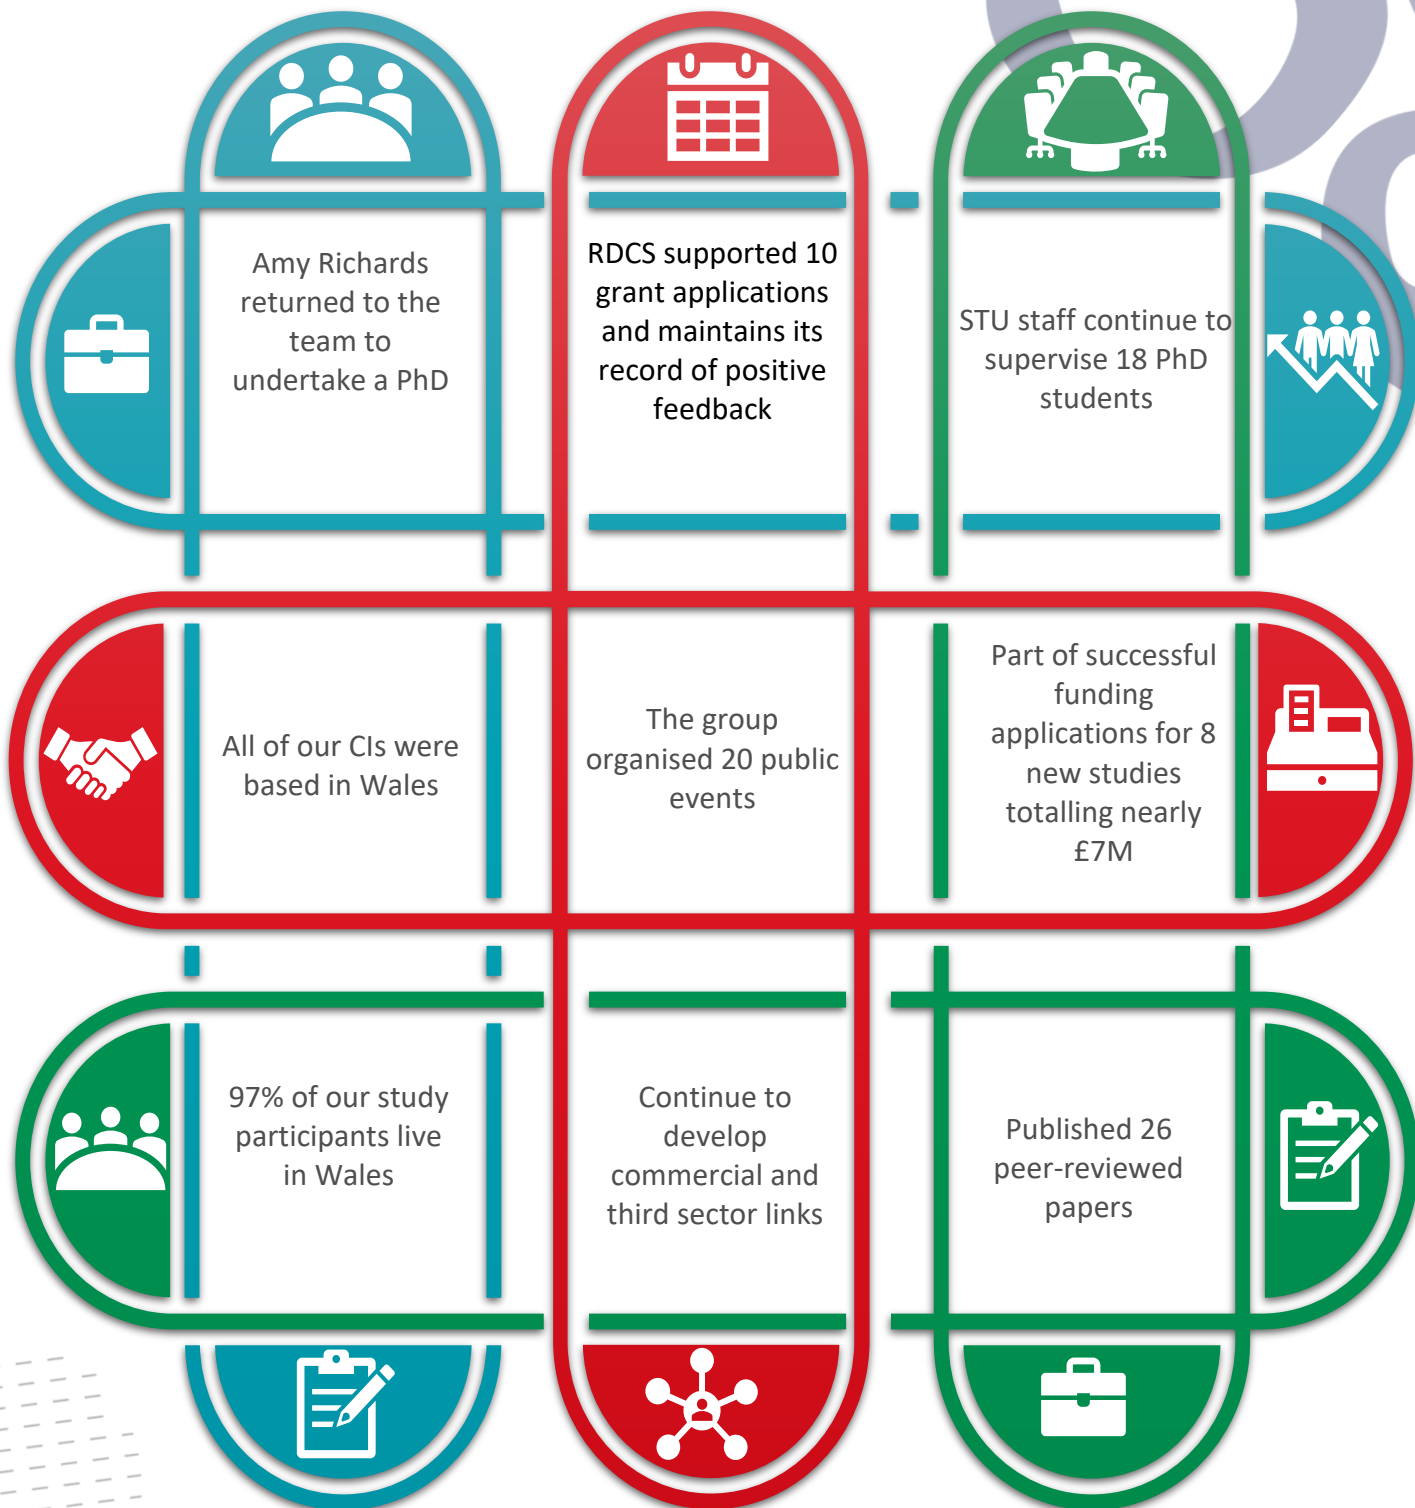 Amy Richards
returned to the
team to
undertake a PhD
RDCS supported 10
grant applications
and maintains its
record of positive
feedback
STU staff continue to
supervise 18 PhD
students
All of our CIs were
based in Wales
The group
organised 20 public
events
Part of successful
funding
applications for 8
new studies
totalling nearly
£7M
97% of our study
participants live
in Wales
Continue to
develop
commercial and
third sector links
Published 26
peer-reviewed
papers